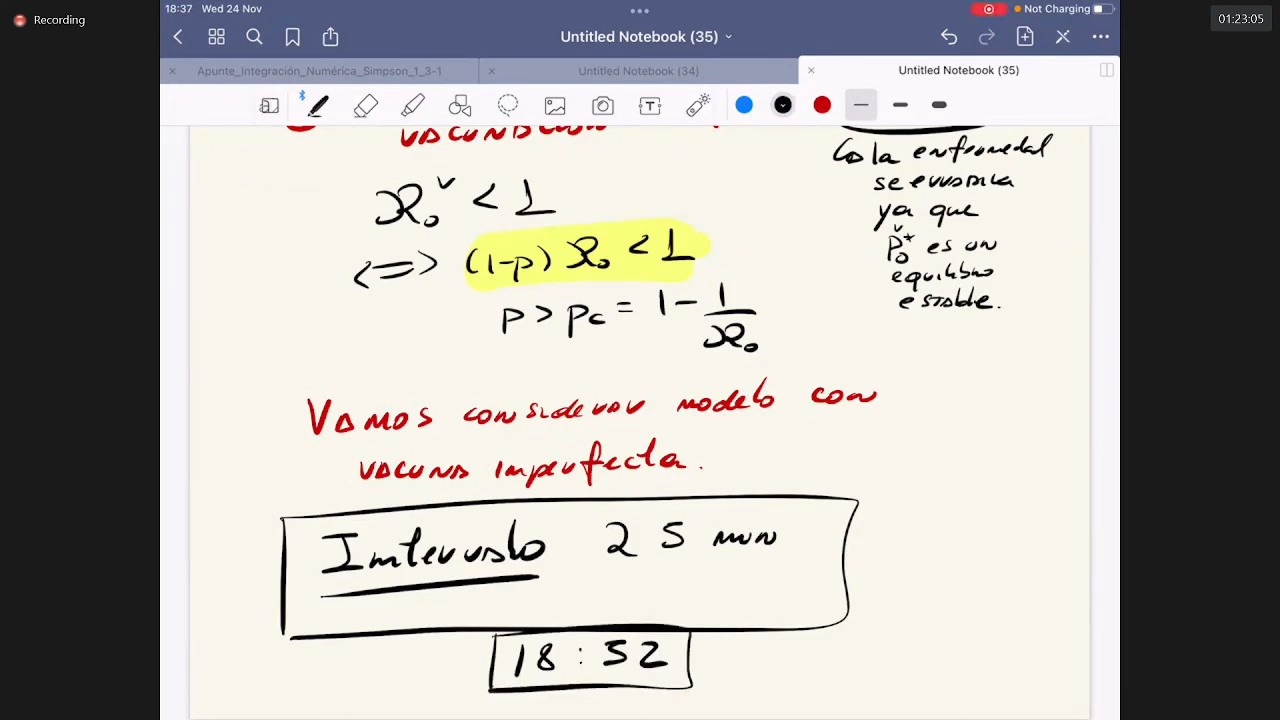 Recording
18:37 Wed 24 Nov
Not Charging
01:23:05
Untitled Notebook (35)
Apunte_Integración_Numérica_Simpson_1_3-1
Untitled Notebook (34)
Untitled Notebook (35)
vacunación
ℛ₀ᵛ < 1
<=> (1-p) ℛ₀ < 1
p > pc = 1 - 1/ℛ₀
↳ la enfermedad
se erradica
ya que
P₀ᵛ* es un
equilibrio
estable.
Vamos considerar modelo con
vacuna imperfecta.
Intervalo 25 min
18:52